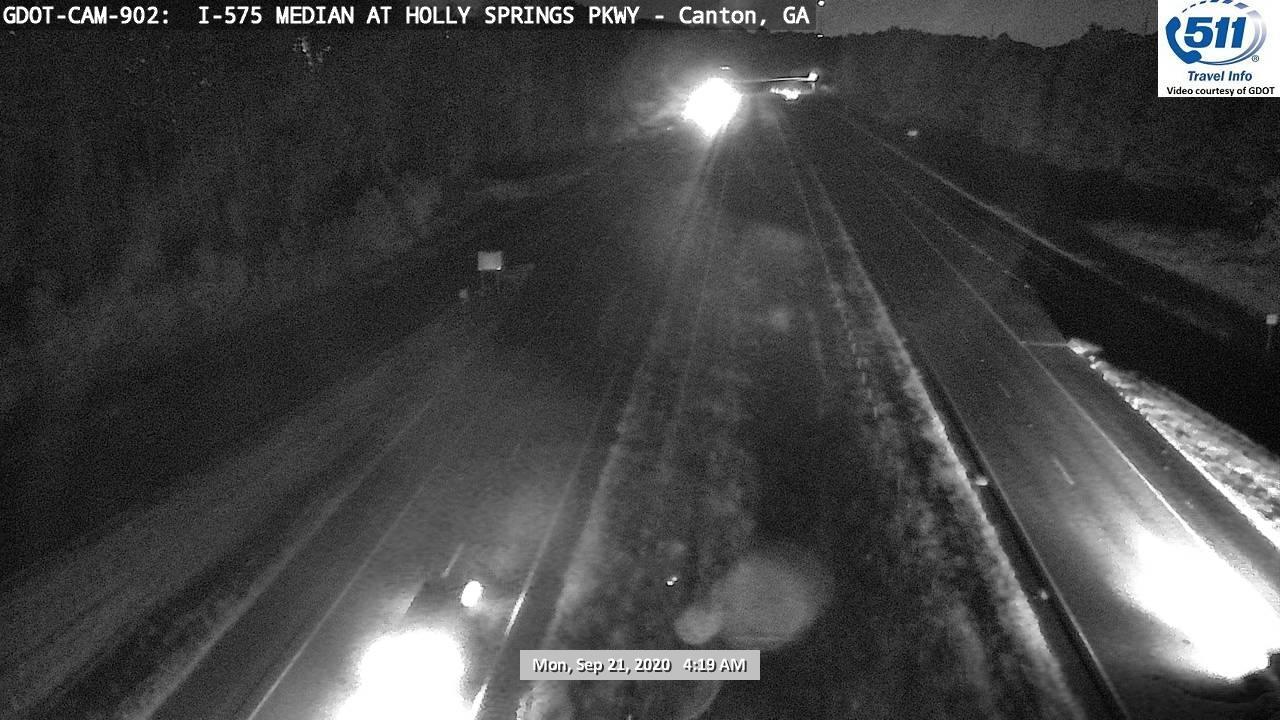 GDOT-CAM-902: I-575 MEDIAN AT HOLLY SPRINGS PKWY - Canton, GA
511
Travel Info
Video courtesy of GDOT
Mon, Sep 21, 2020 4:19 AM